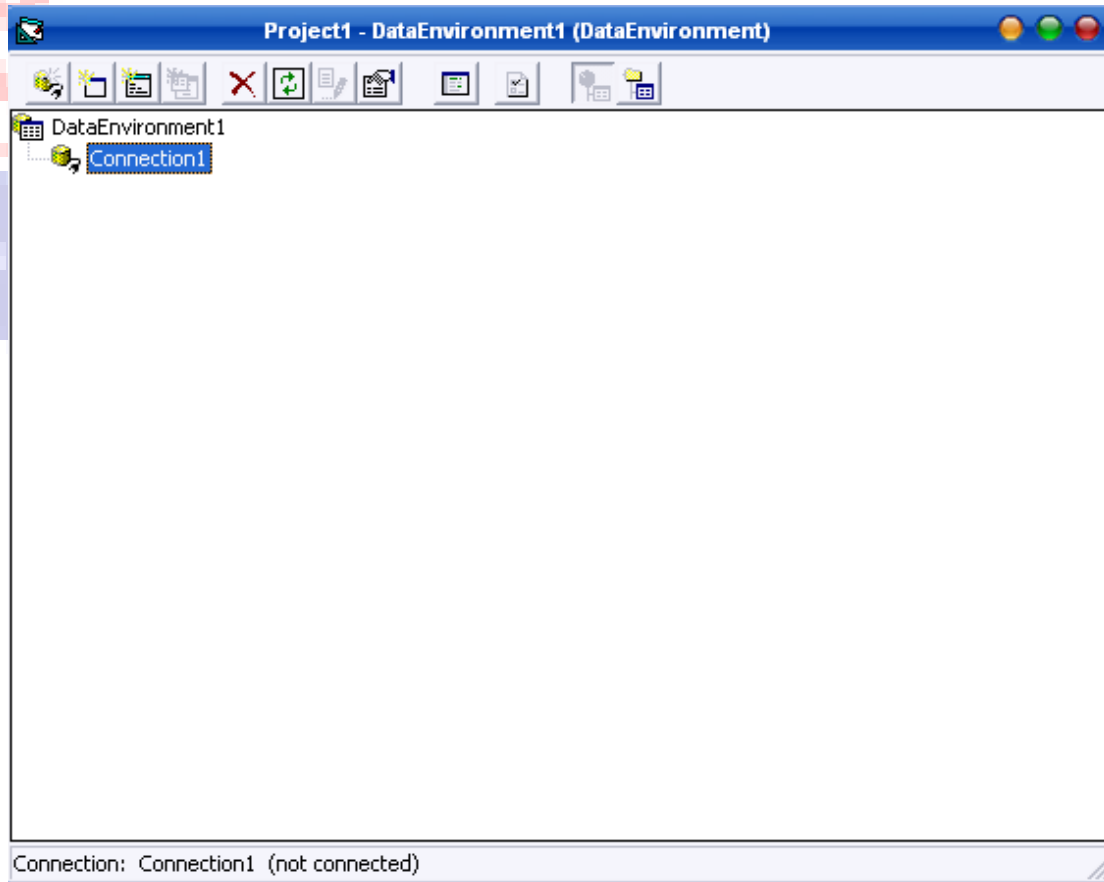 Project1 - DataEnvironment1 (DataEnvironment)
DataEnvironment1
Connection1
Connection: Connection1 (not connected)